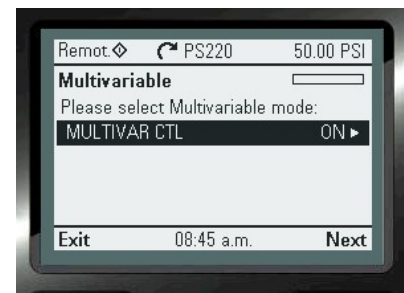 Remot. PS220 50.00 PSI
Multivariable
Please select Multivariable mode:
MULTIVAR CTL ON
Exit 08:45 a.m. Next